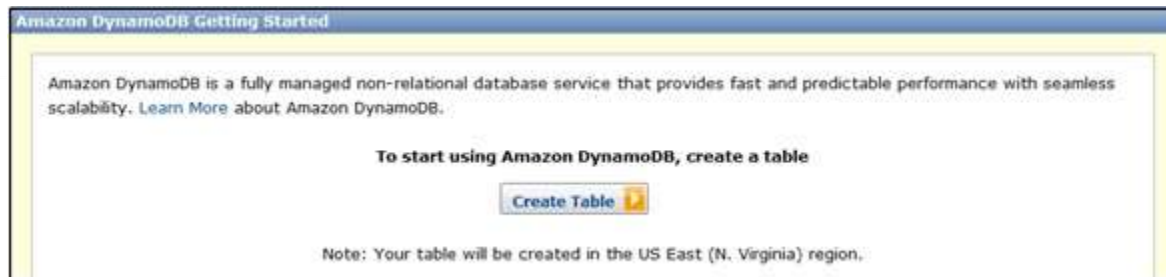 Amazon DynamoDB Getting Started
Amazon DynamoDB is a fully managed non-relational database service that provides fast and predictable performance with seamless
scalability. Learn More about Amazon DynamoDB.
To start using Amazon DynamoDB, create a table
Create Table
Note: Your table will be created in the US East (N. Virginia) region.